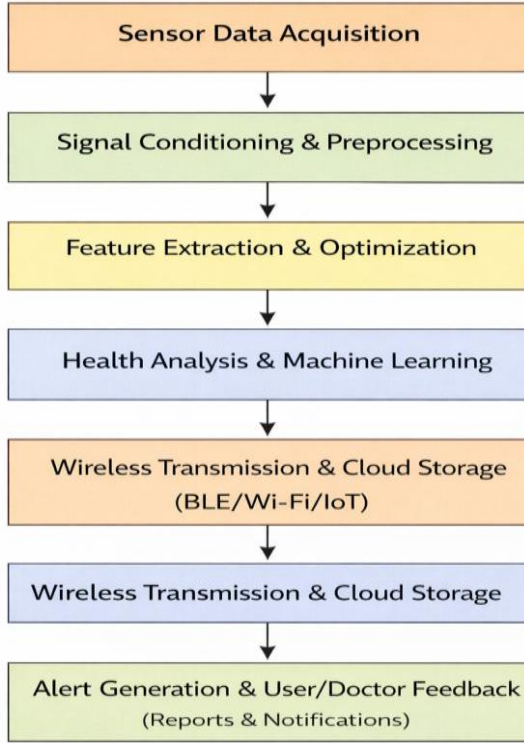 Sensor Data Acquisition
Signal Conditioning & Preprocessing
Feature Extraction & Optimization
Health Analysis & Machine Learning
Wireless Transmission & Cloud Storage
(BLE/Wi-Fi/IoT)
Wireless Transmission & Cloud Storage
Alert Generation & User/Doctor Feedback
(Reports & Notifications)